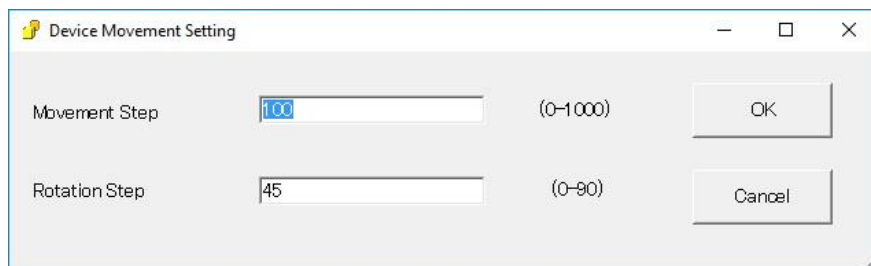 Device Movement Setting
Movement Step 100 (0-1000) OK
Rotation Step 45 (0-90) Cancel